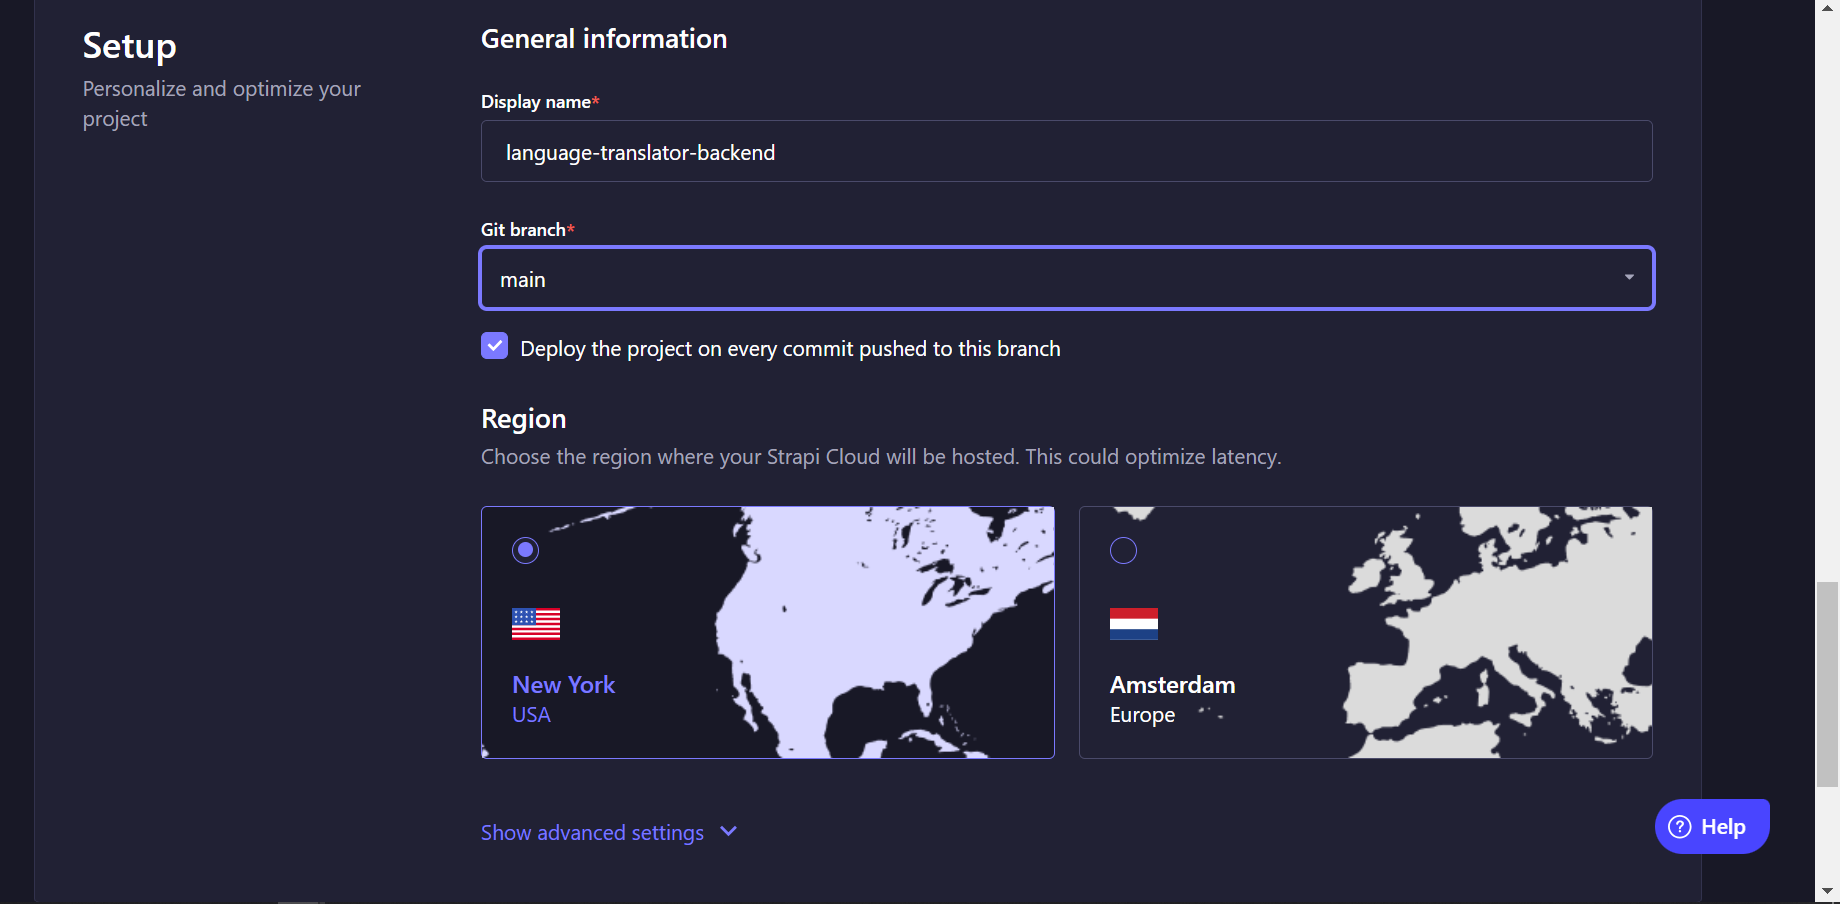 Setup
Personalize and optimize your
project
General information
Display name*
language-translator-backend
Git branch*
main
Deploy the project on every commit pushed to this branch
Region
Choose the region where your Strapi Cloud will be hosted. This could optimize latency.
New York
USA
Amsterdam
Europe
Show advanced settings
Help